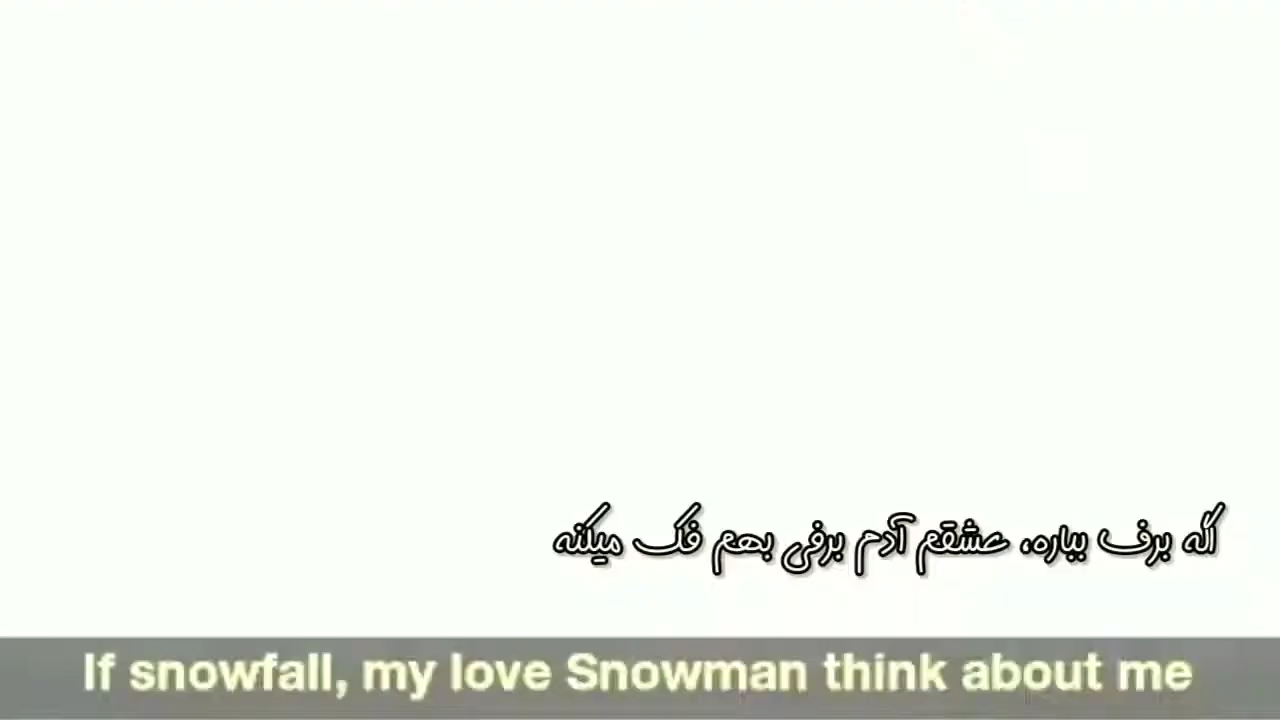 اگه برف بباره، عشقم آدم برفی بهم فک میکنه
If snowfall, my love Snowman think about me